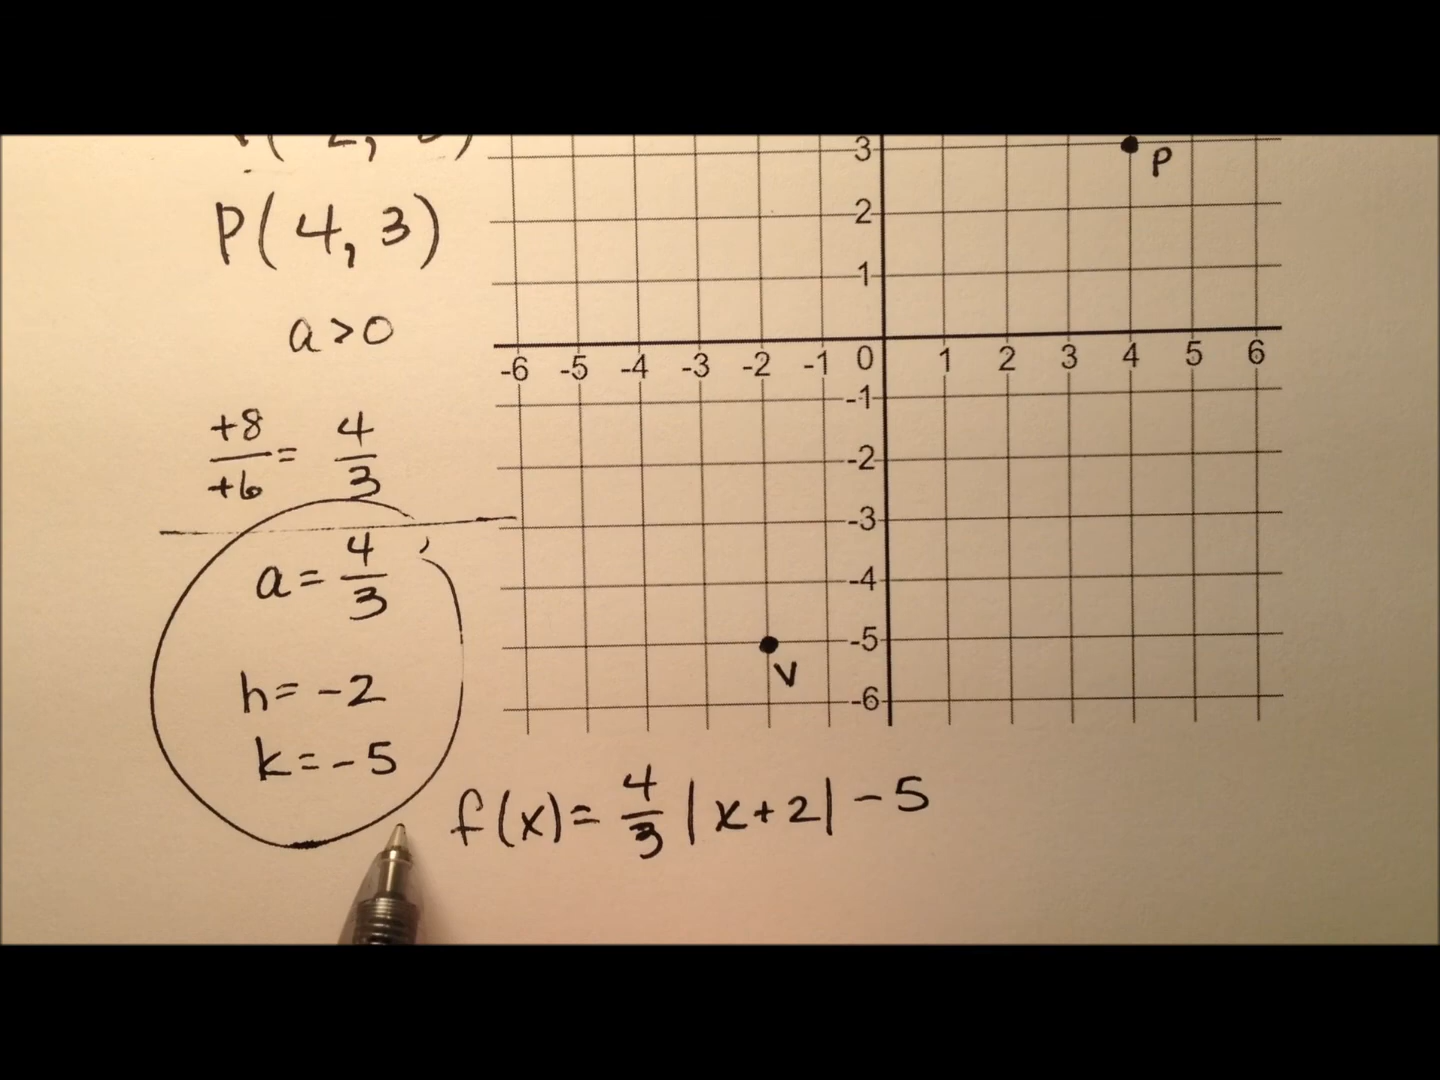 P(4,3)
a>0
+8/+6 = 4/3
a = 4/3
h = -2
k = -5
3
P
2
1
-6 -5 -4 -3 -2 -1 0 1 2 3 4 5 6
-1
-2
-3
-4
-5
V
-6
f(x) = 4/3 |x+2| - 5